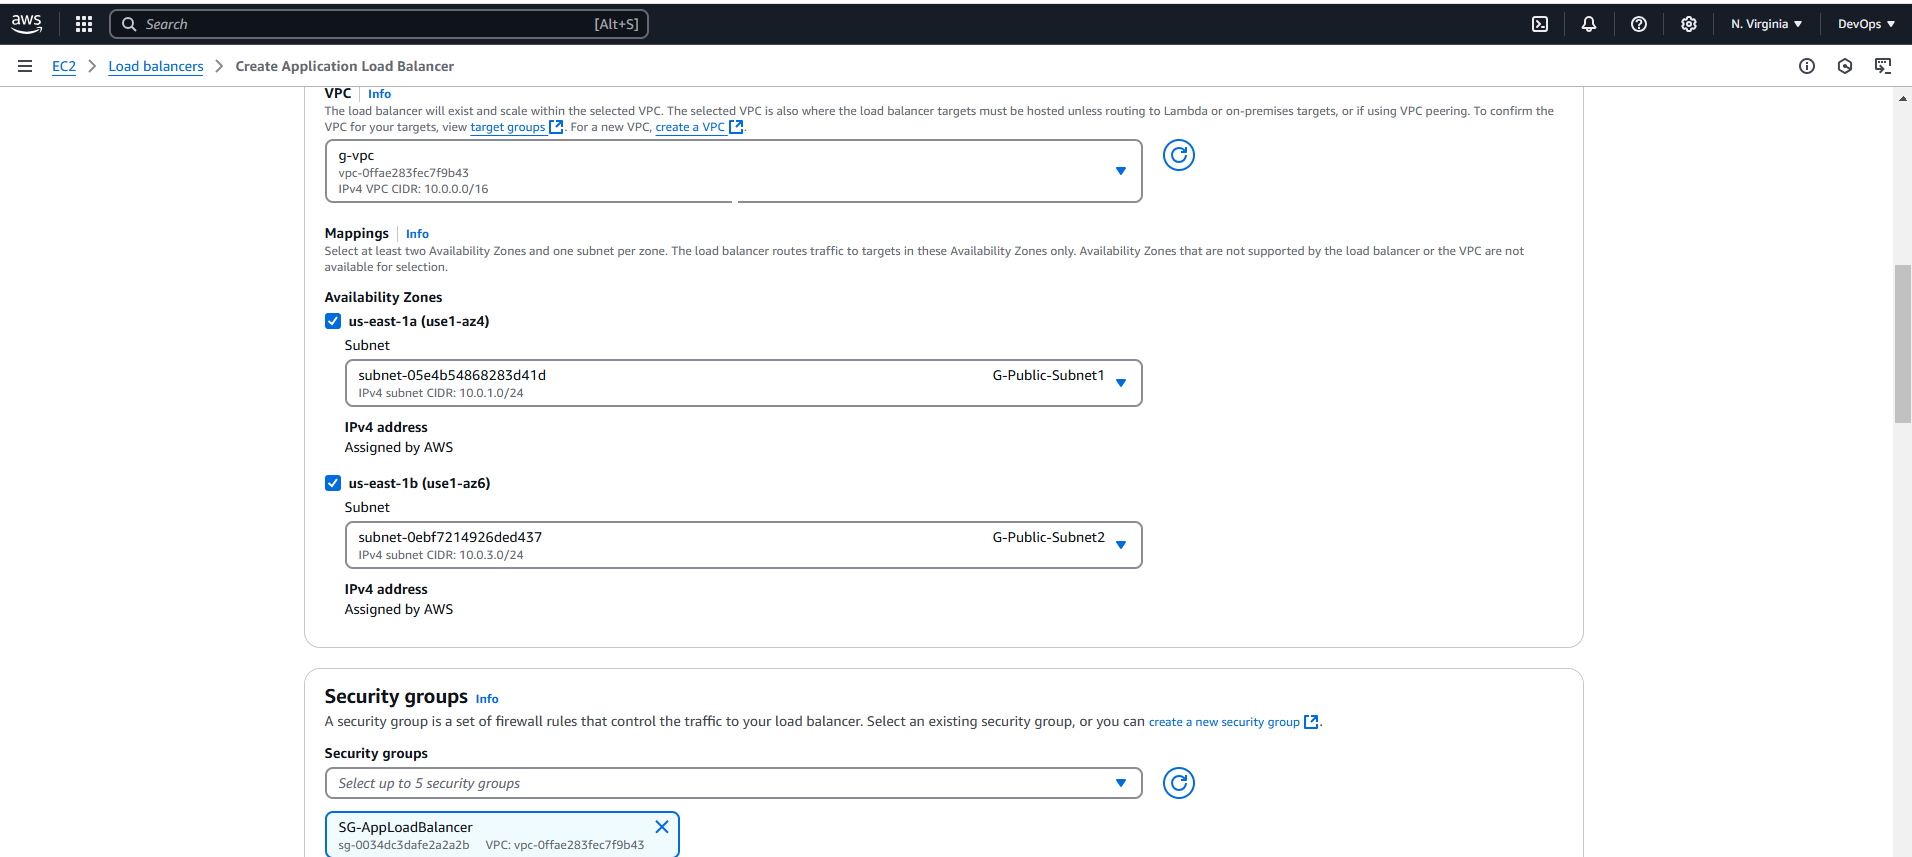 aws Search [Alt+S] N. Virginia DevOps
EC2 Load balancers Create Application Load Balancer
VPC Info
The load balancer will exist and scale within the selected VPC. The selected VPC is also where the load balancer targets must be hosted unless routing to Lambda or on-premises targets, or if using VPC peering. To confirm the
VPC for your targets, view target groups. For a new VPC, create a VPC.
g-vpc
vpc-0ffae283fec7f9b43
IPv4 VPC CIDR: 10.0.0.0/16
Mappings Info
Select at least two Availability Zones and one subnet per zone. The load balancer routes traffic to targets in these Availability Zones only. Availability Zones that are not supported by the load balancer or the VPC are not
available for selection.
Availability Zones
us-east-1a (use1-az4)
Subnet
subnet-05e4b54868283d41d G-Public-Subnet1
IPv4 subnet CIDR: 10.0.1.0/24
IPv4 address
Assigned by AWS
us-east-1b (use1-az6)
Subnet
subnet-0ebf7214926ded437 G-Public-Subnet2
IPv4 subnet CIDR: 10.0.3.0/24
IPv4 address
Assigned by AWS
Security groups Info
A security group is a set of firewall rules that control the traffic to your load balancer. Select an existing security group, or you can create a new security group.
Security groups
Select up to 5 security groups
SG-AppLoadBalancer
sg-0034dc3dafe2a2a2b VPC: vpc-0ffae283fec7f9b43